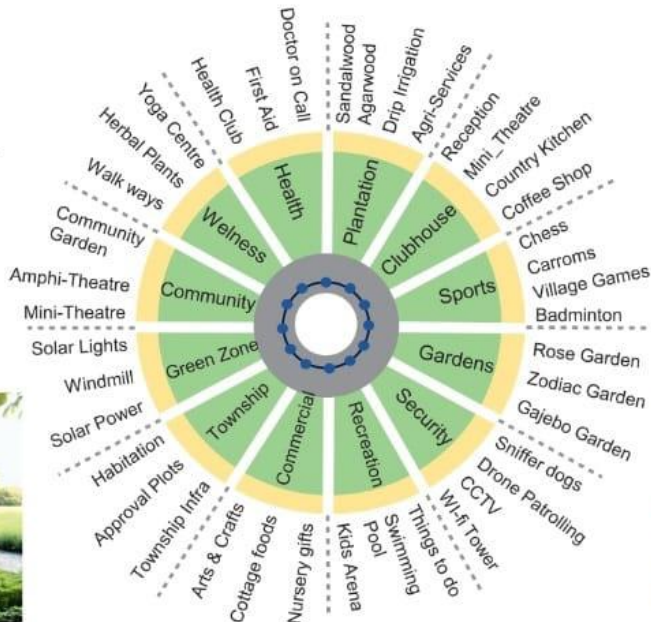 Health
Doctor on Call
First Aid
Health Club
Plantation
Sandalwood
Agarwood
Drip Irrigation
Agri-Services
Clubhouse
Reception
Mini_Theatre
Country Kitchen
Coffee Shop
Sports
Chess
Carroms
Village Games
Badminton
Gardens
Rose Garden
Zodiac Garden
Gajebo Garden
Security
Sniffer dogs
Drone Patrolling
CCTV
WI-fi Tower
Recreation
Things to do
Swimming
Pool
Kids Arena
Commercial
Nursery gifts
Cottage foods
Arts & Crafts
Township
Township Infra
Approval Plots
Habitation
Green Zone
Solar Power
Windmill
Solar Lights
Community
Mini-Theatre
Amphi-Theatre
Community
Garden
Welness
Walk ways
Herbal Plants
Yoga Centre